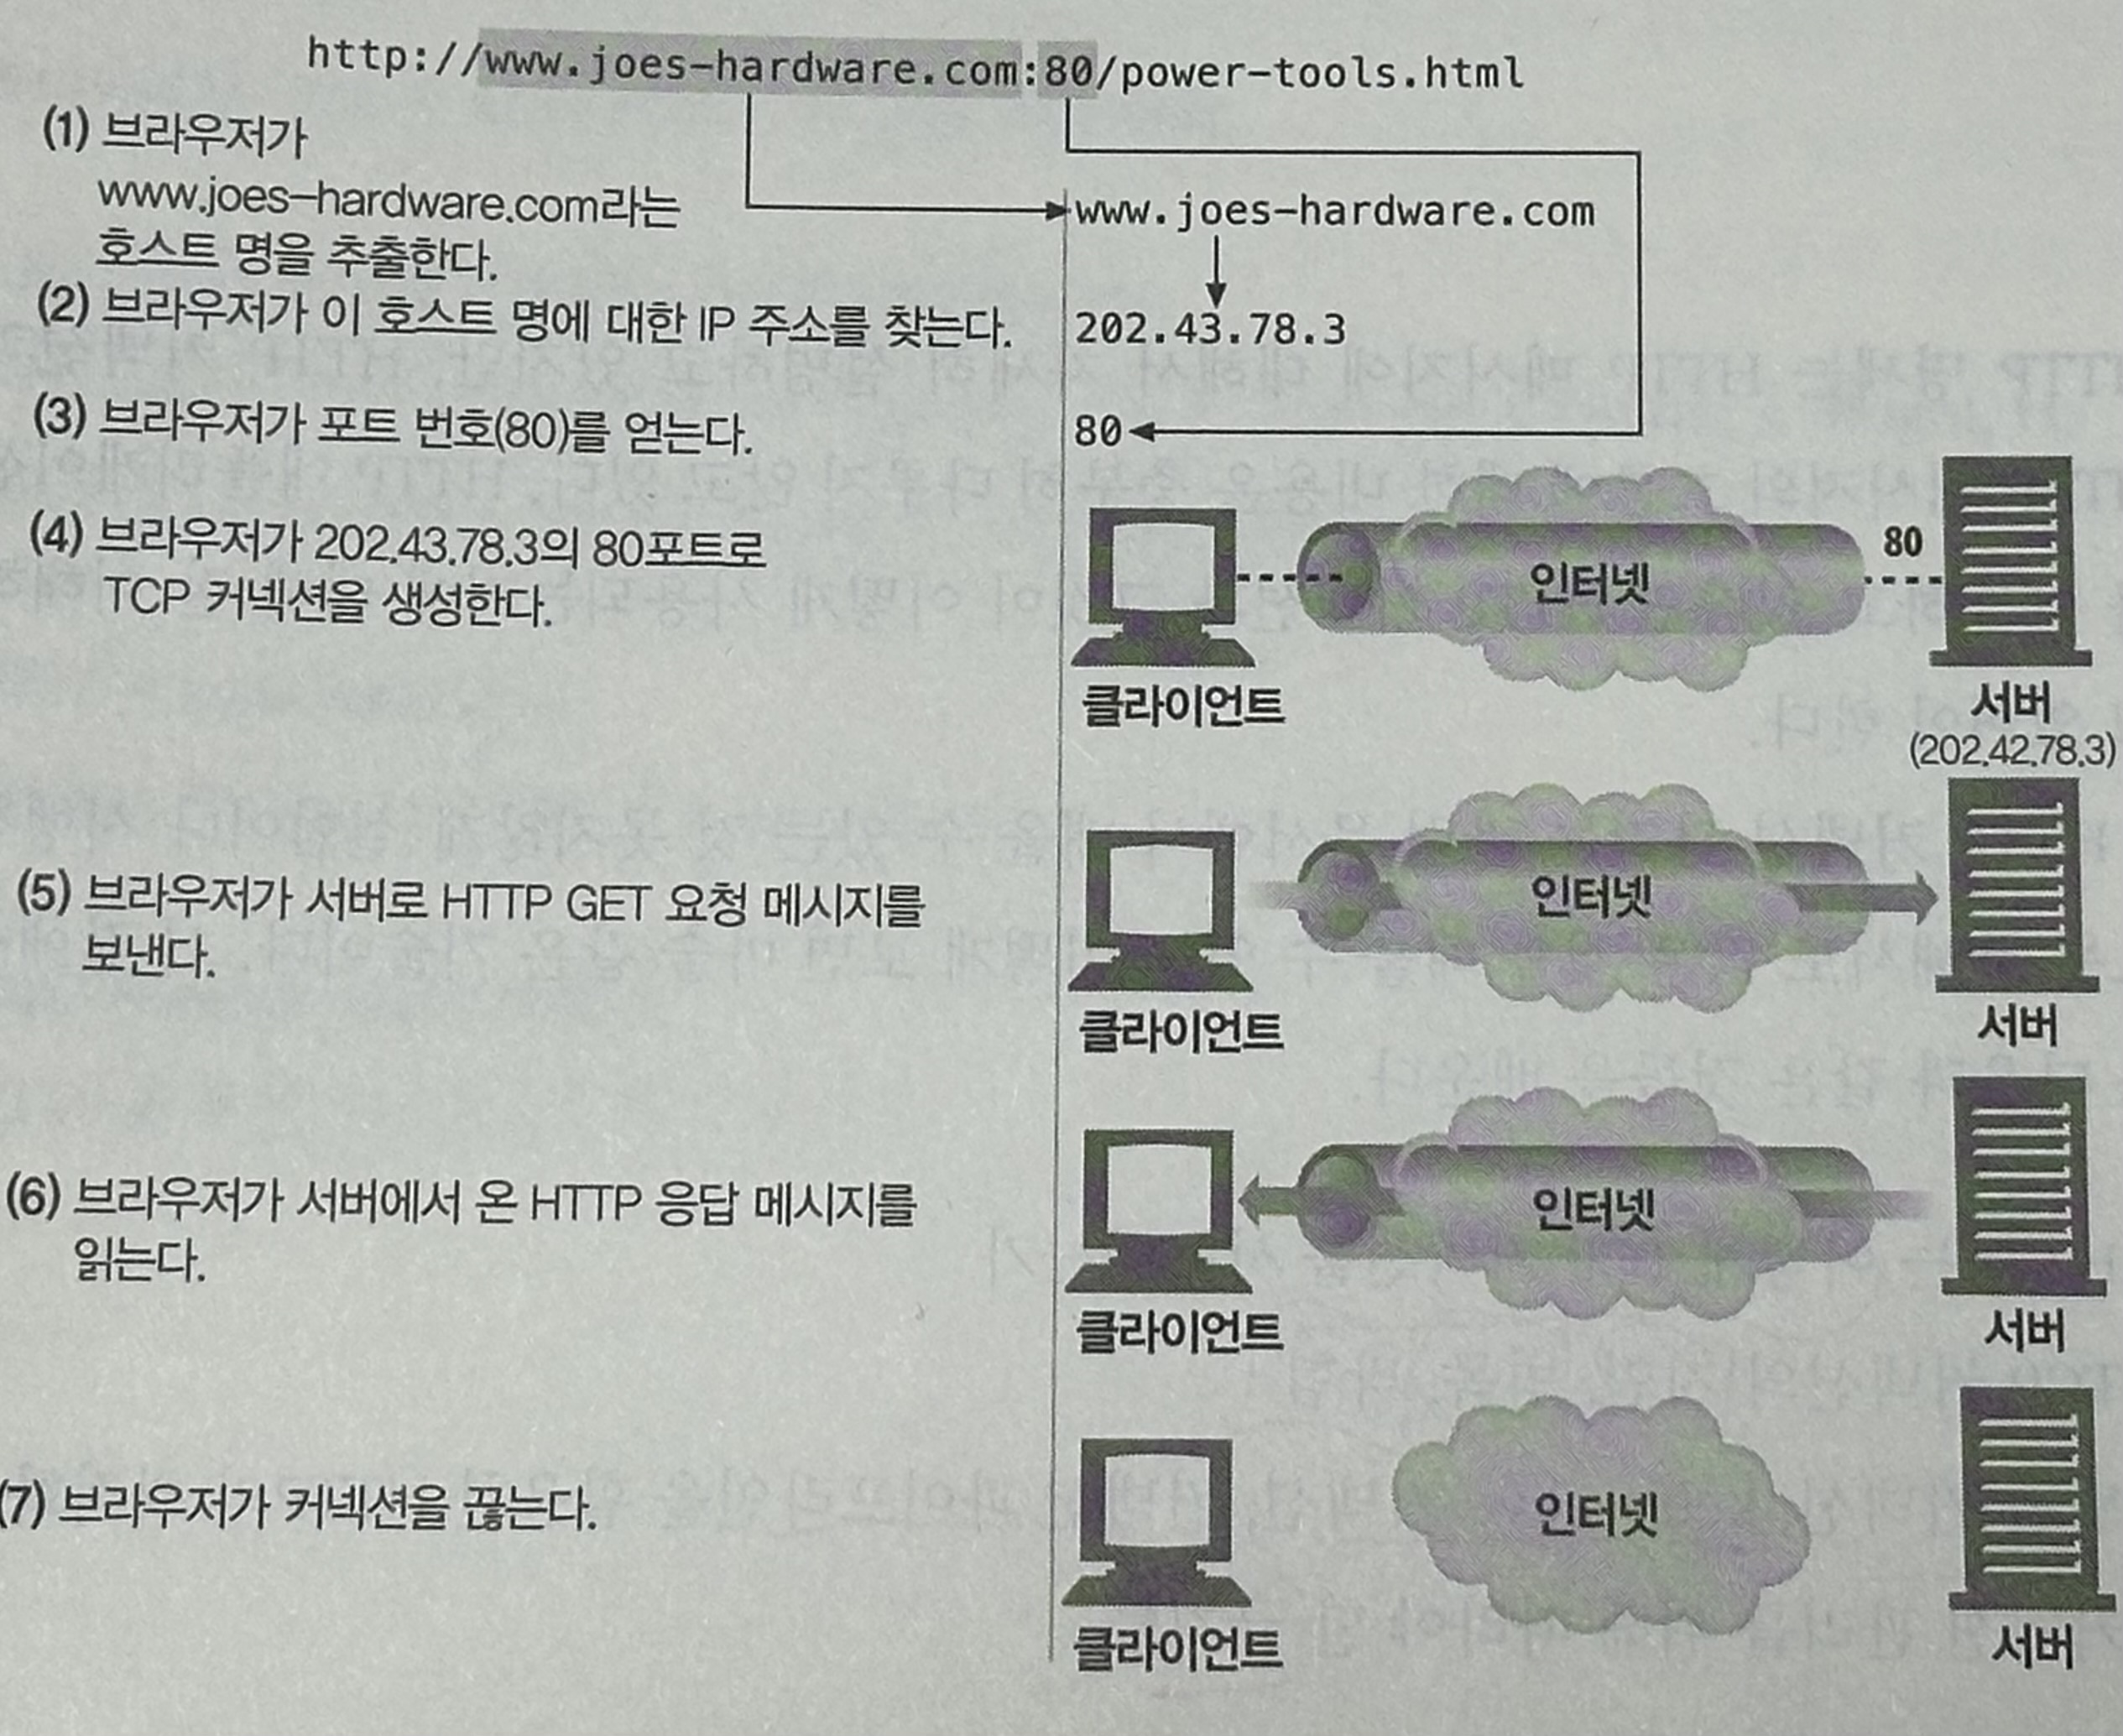 http://www.joes-hardware.com:80/power-tools.html
(1) 브라우저가
www.joes-hardware.com라는
호스트 명을 추출한다.
www.joes-hardware.com
(2) 브라우저가 이 호스트 명에 대한 IP 주소를 찾는다.
202.43.78.3
(3) 브라우저가 포트 번호(80)를 얻는다.
80
(4) 브라우저가 202.43.78.3의 80포트로
TCP 커넥션을 생성한다.
인터넷
80
클라이언트
서버
(202.42.78.3)
(5) 브라우저가 서버로 HTTP GET 요청 메시지를
보낸다.
인터넷
클라이언트
서버
(6) 브라우저가 서버에서 온 HTTP 응답 메시지를
읽는다.
인터넷
클라이언트
서버
(7) 브라우저가 커넥션을 끊는다.
인터넷
클라이언트
서버